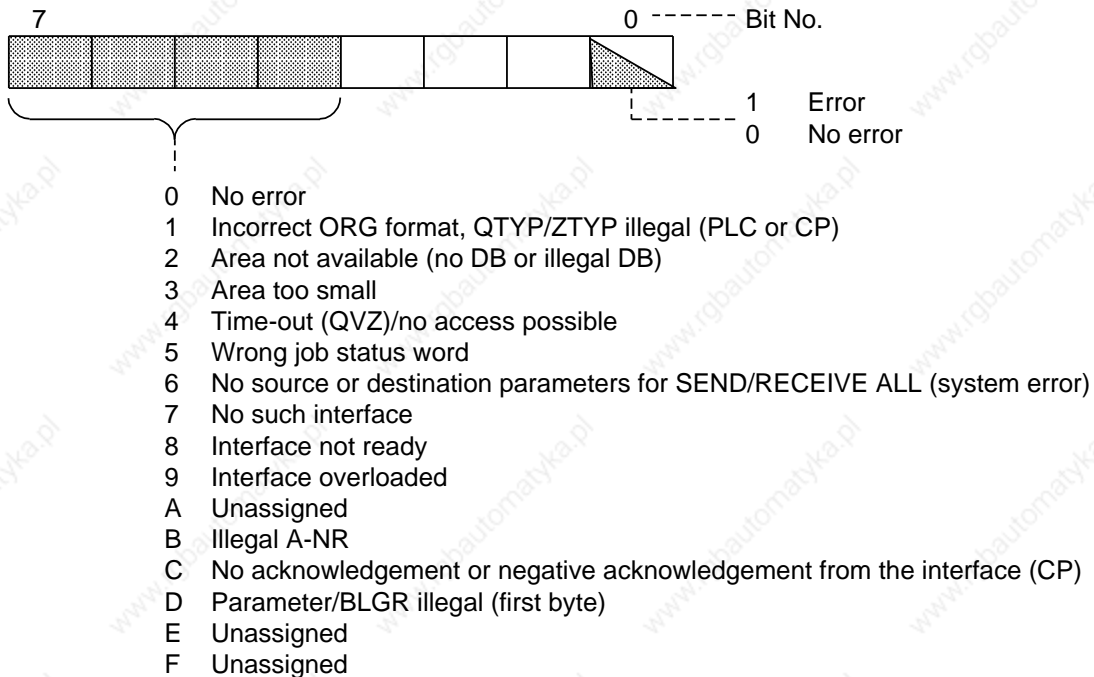 7 0 Bit No.
1 Error
0 No error
0 No error
1 Incorrect ORG format, QTYP/ZTYP illegal (PLC or CP)
2 Area not available (no DB or illegal DB)
3 Area too small
4 Time-out (QVZ)/no access possible
5 Wrong job status word
6 No source or destination parameters for SEND/RECEIVE ALL (system error)
7 No such interface
8 Interface not ready
9 Interface overloaded
A Unassigned
B Illegal A-NR
C No acknowledgement or negative acknowledgement from the interface (CP)
D Parameter/BLGR illegal (first byte)
E Unassigned
F Unassigned
www.rgbautomatyka.pl